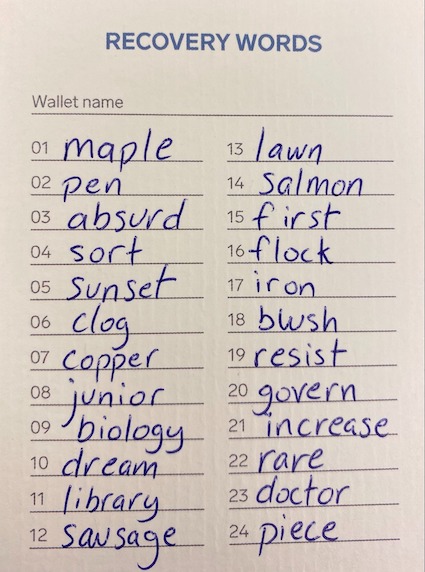 RECOVERY WORDS
Wallet name
01 maple
02 pen
03 absurd
04 sort
05 sunset
06 clog
07 copper
08 junior
09 biology
10 dream
11 library
12 sausage
13 lawn
14 salmon
15 first
16 flock
17 iron
18 blush
19 resist
20 govern
21 increase
22 rare
23 doctor
24 piece